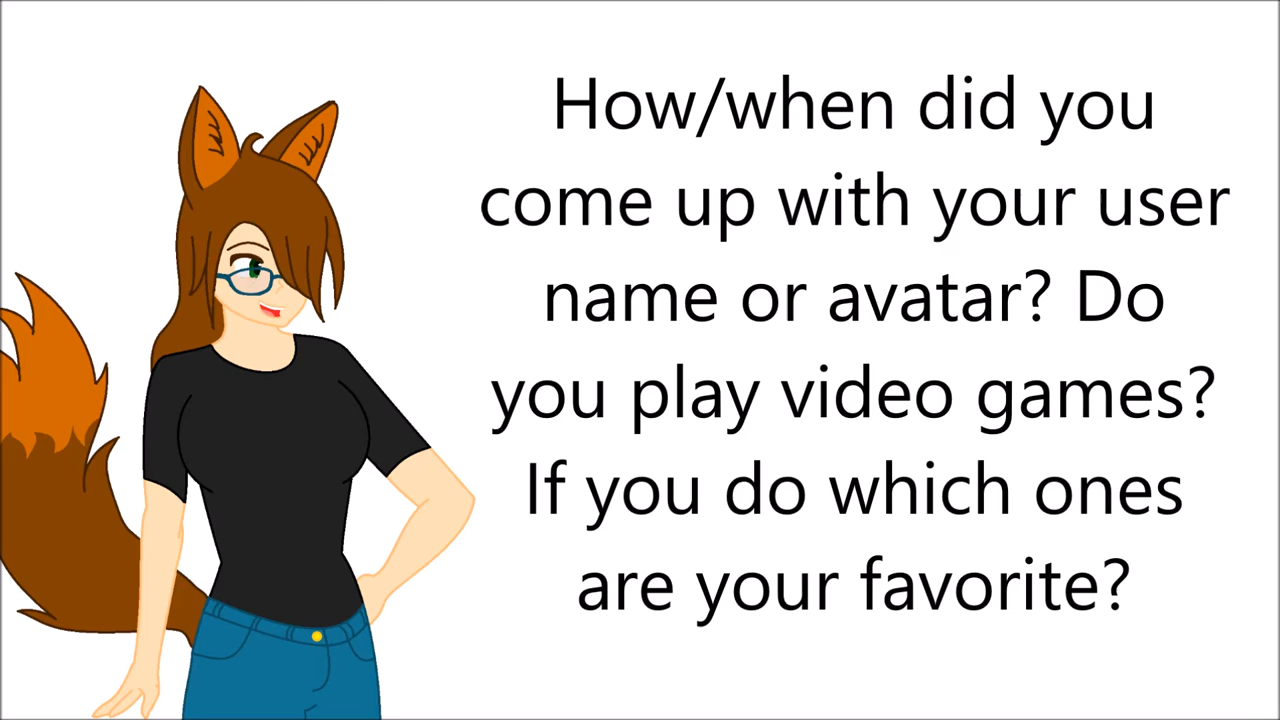 How/when did you
come up with your user
name or avatar? Do
you play video games?
If you do which ones
are your favorite?